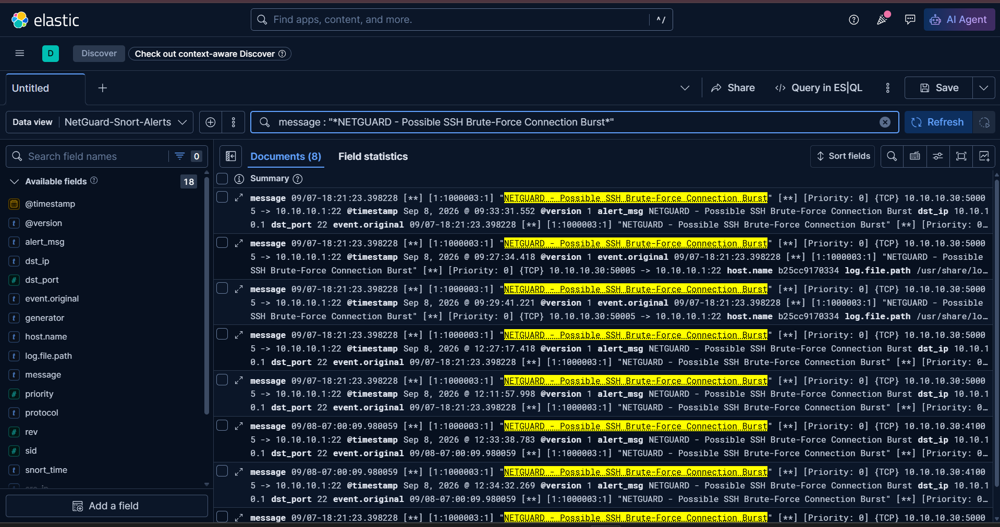 elastic
Find apps, content, and more.
^ /
AI Agent
D
Discover
Check out context-aware Discover
Untitled
Share
Query in ES|QL
Save
Data view
NetGuard-Snort-Alerts
message : "*NETGUARD - Possible SSH Brute-Force Connection Burst*"
Refresh
Search field names
0
Documents (8)
Field statistics
Sort fields
Available fields
18
Summary
@timestamp
@version
alert_msg
dst_ip
dst_port
event.original
generator
host.name
log.file.path
message
priority
protocol
rev
sid
snort_time
Add a field
message 09/07-18:21:23.398228 [**] [1:1000003:1] "NETGUARD - Possible SSH Brute-Force Connection Burst" [**] [Priority: 0] {TCP} 10.10.10.30:5000
5 -> 10.10.10.1:22 @timestamp Sep 8, 2026 @ 09:33:31.552 @version 1 alert_msg NETGUARD - Possible SSH Brute-Force Connection Burst dst_ip 10.10.1
0.1 dst_port 22 event.original 09/07-18:21:23.398228 [**] [1:1000003:1] "NETGUARD - Possible SSH Brute-Force Connection Burst" [**] [Priority: 0…
message 09/07-18:21:23.398228 [**] [1:1000003:1] "NETGUARD - Possible SSH Brute-Force Connection Burst" [**] [Priority: 0] {TCP} 10.10.10.30:5000
5 -> 10.10.10.1:22 @timestamp Sep 8, 2026 @ 09:27:34.418 @version 1 event.original 09/07-18:21:23.398228 [**] [1:1000003:1] "NETGUARD - Possible
SSH Brute-Force Connection Burst" [**] [Priority: 0] {TCP} 10.10.10.30:50005 -> 10.10.10.1:22 host.name b25cc9170334 log.file.path /usr/share/lo…
message 09/07-18:21:23.398228 [**] [1:1000003:1] "NETGUARD - Possible SSH Brute-Force Connection Burst" [**] [Priority: 0] {TCP} 10.10.10.30:5000
5 -> 10.10.10.1:22 @timestamp Sep 8, 2026 @ 09:29:41.221 @version 1 event.original 09/07-18:21:23.398228 [**] [1:1000003:1] "NETGUARD - Possible
SSH Brute-Force Connection Burst" [**] [Priority: 0] {TCP} 10.10.10.30:50005 -> 10.10.10.1:22 host.name b25cc9170334 log.file.path /usr/share/lo…
message 09/07-18:21:23.398228 [**] [1:1000003:1] "NETGUARD - Possible SSH Brute-Force Connection Burst" [**] [Priority: 0] {TCP} 10.10.10.30:5000
5 -> 10.10.10.1:22 @timestamp Sep 8, 2026 @ 12:27:17.418 @version 1 alert_msg NETGUARD - Possible SSH Brute-Force Connection Burst dst_ip 10.10.1
0.1 dst_port 22 event.original 09/07-18:21:23.398228 [**] [1:1000003:1] "NETGUARD - Possible SSH Brute-Force Connection Burst" [**] [Priority: 0…
message 09/07-18:21:23.398228 [**] [1:1000003:1] "NETGUARD - Possible SSH Brute-Force Connection Burst" [**] [Priority: 0] {TCP} 10.10.10.30:5000
5 -> 10.10.10.1:22 @timestamp Sep 8, 2026 @ 12:11:57.998 @version 1 alert_msg NETGUARD - Possible SSH Brute-Force Connection Burst dst_ip 10.10.1
0.1 dst_port 22 event.original 09/07-18:21:23.398228 [**] [1:1000003:1] "NETGUARD - Possible SSH Brute-Force Connection Burst" [**] [Priority: 0…
message 09/08-07:00:09.980059 [**] [1:1000003:1] "NETGUARD - Possible SSH Brute-Force Connection Burst" [**] [Priority: 0] {TCP} 10.10.10.30:4100
5 -> 10.10.10.1:22 @timestamp Sep 8, 2026 @ 12:33:38.783 @version 1 alert_msg NETGUARD - Possible SSH Brute-Force Connection Burst dst_ip 10.10.1
0.1 dst_port 22 event.original 09/08-07:00:09.980059 [**] [1:1000003:1] "NETGUARD - Possible SSH Brute-Force Connection Burst" [**] [Priority: 0…
message 09/08-07:00:09.980059 [**] [1:1000003:1] "NETGUARD - Possible SSH Brute-Force Connection Burst" [**] [Priority: 0] {TCP} 10.10.10.30:4100
5 -> 10.10.10.1:22 @timestamp Sep 8, 2026 @ 12:34:32.269 @version 1 alert_msg NETGUARD - Possible SSH Brute-Force Connection Burst dst_ip 10.10.1
0.1 dst_port 22 event.original 09/08-07:00:09.980059 [**] [1:1000003:1] "NETGUARD - Possible SSH Brute-Force Connection Burst" [**] [Priority: 0…
message 09/07-18:21:23.398228 [**] [1:1000003:1] "NETGUARD - Possible SSH Brute-Force Connection Burst" [**] [Priority: 0] {TCP} 10.10.10.30:5000